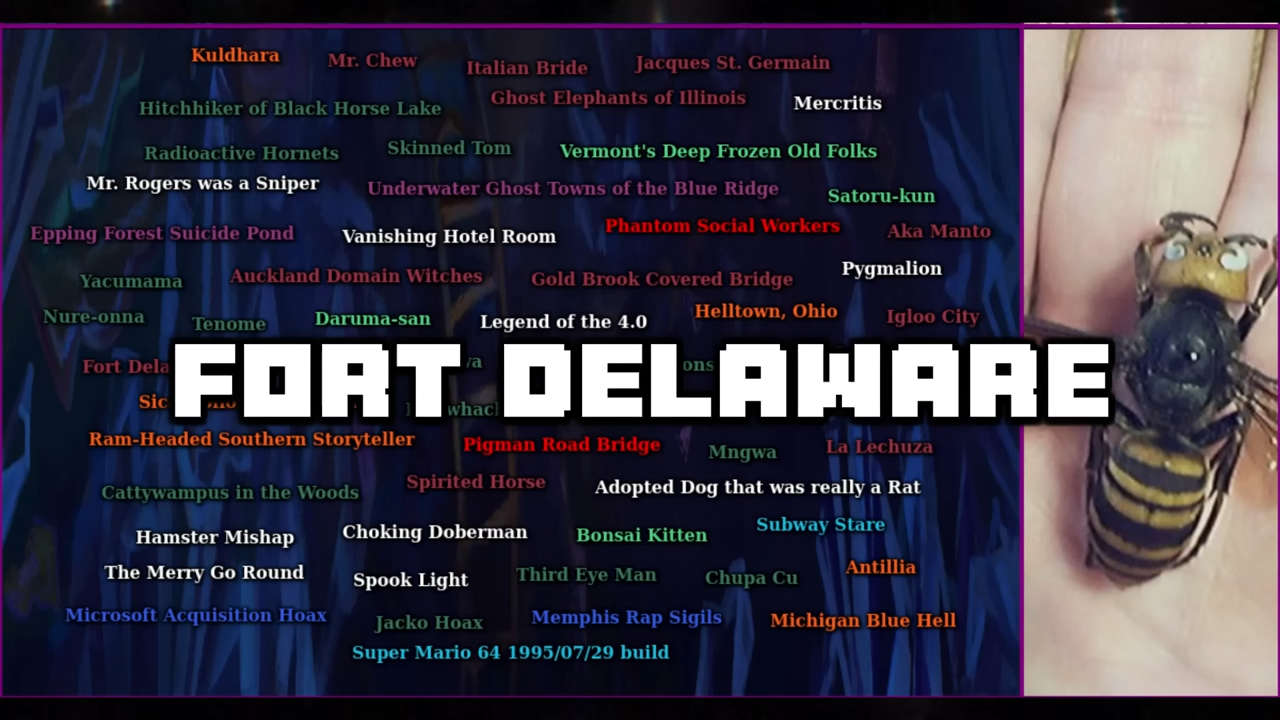 Kuldhara
Mr. Chew
Italian Bride
Jacques St. Germain
Hitchhiker of Black Horse Lake
Ghost Elephants of Illinois
Mercritis
Radioactive Hornets
Skinned Tom
Vermont's Deep Frozen Old Folks
Mr. Rogers was a Sniper
Underwater Ghost Towns of the Blue Ridge
Satoru-kun
Epping Forest Suicide Pond
Vanishing Hotel Room
Phantom Social Workers
Aka Manto
Yacumama
Auckland Domain Witches
Gold Brook Covered Bridge
Pygmalion
Nure-onna
Tenome
Daruma-san
Legend of the 4.0
Helltown, Ohio
Igloo City
Fort
FORT DELAWARE
Ram-Headed Southern Storyteller
Pigman Road Bridge
Mngwa
La Lechuza
Cattywampus in the Woods
Spirited Horse
Adopted Dog that was really a Rat
Hamster Mishap
Choking Doberman
Bonsai Kitten
Subway Stare
The Merry Go Round
Spook Light
Third Eye Man
Chupa Cu
Antillia
Microsoft Acquisition Hoax
Jacko Hoax
Memphis Rap Sigils
Michigan Blue Hell
Super Mario 64 1995/07/29 build